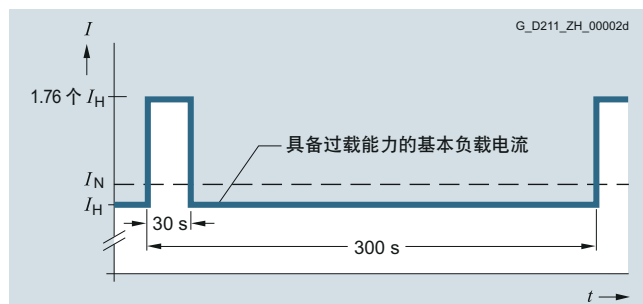 G_D211_ZH_00002d
I
1.76 个 IH
具备过载能力的基本负载电流
IN
IH
30 s
300 s
t